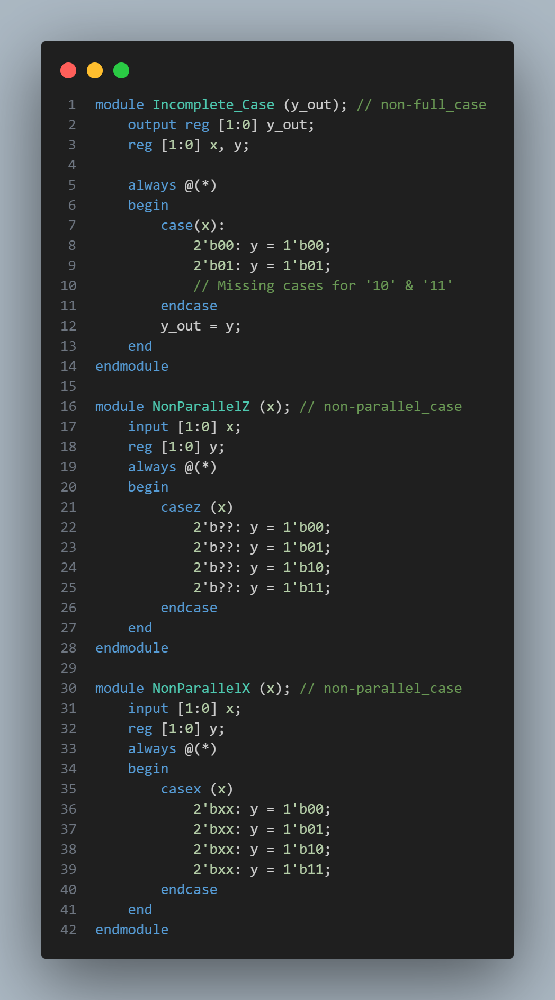 1 module Incomplete_Case (y_out); // non-full_case
2     output reg [1:0] y_out;
3     reg [1:0] x, y;
4
5     always @(*)
6     begin
7         case(x):
8             2'b00: y = 1'b00;
9             2'b01: y = 1'b01;
10             // Missing cases for '10' & '11'
11         endcase
12         y_out = y;
13     end
14 endmodule
15
16 module NonParallelZ (x); // non-parallel_case
17     input [1:0] x;
18     reg [1:0] y;
19     always @(*)
20     begin
21         casez (x)
22             2'b??: y = 1'b00;
23             2'b??: y = 1'b01;
24             2'b??: y = 1'b10;
25             2'b??: y = 1'b11;
26         endcase
27     end
28 endmodule
29
30 module NonParallelX (x); // non-parallel_case
31     input [1:0] x;
32     reg [1:0] y;
33     always @(*)
34     begin
35         casex (x)
36             2'bxx: y = 1'b00;
37             2'bxx: y = 1'b01;
38             2'bxx: y = 1'b10;
39             2'bxx: y = 1'b11;
40         endcase
41     end
42 endmodule